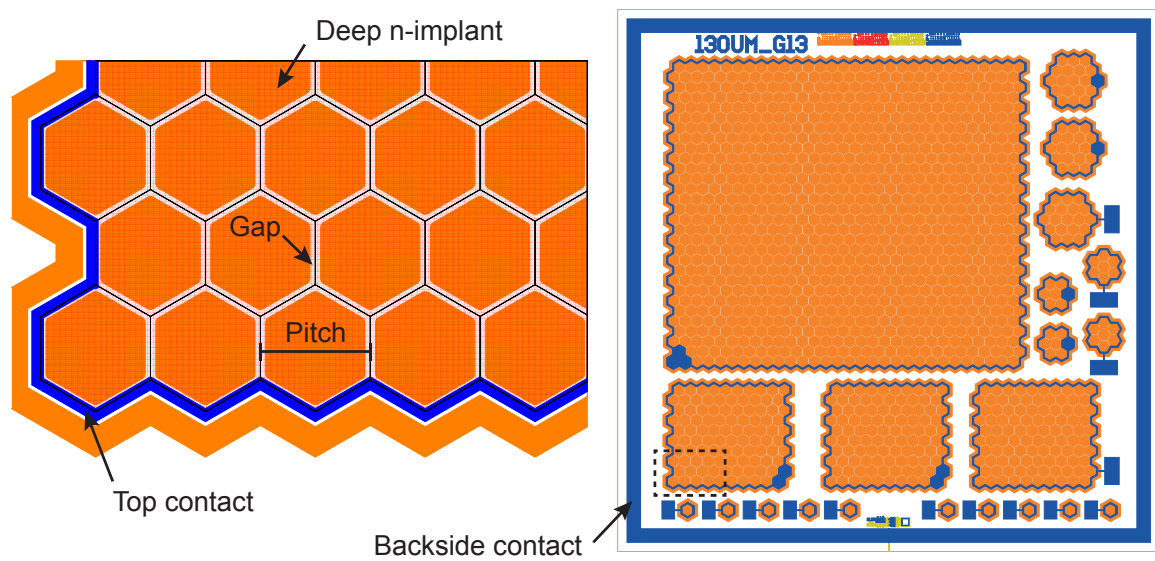 Deep n-implant
130UM_G13
Gap
Pitch
Top contact
Backside contact